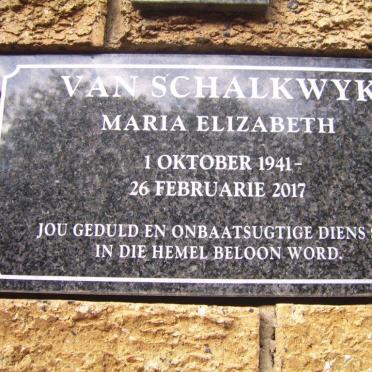 VAN SCHALKWYK
MARIA ELIZABETH
1 OKTOBER 1941-
26 FEBRUARIE 2017
JOU GEDULD EN ONBAATSUGTIGE DIENS
IN DIE HEMEL BELOON WORD.